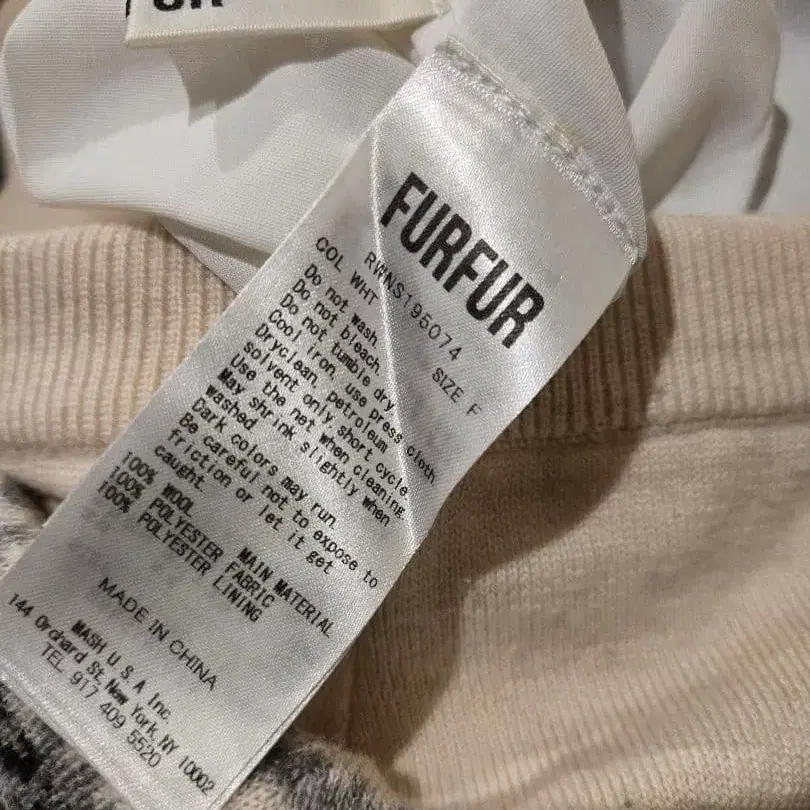 FURFUR
RWNS195074
COL WHT SIZE F
Do not wash.
Do not bleach.
Do not tumble dry.
Cool iron, use press cloth
Dryclean, petroleum
solvent only short cycle
Use the net when cleaning.
May shrink slightly when
washed
Dark colors may run.
Be careful not to expose to
friction or let it get
caught.
100% WOOL MAIN MATERIAL
100% POLYESTER FABRIC
100% POLYESTER LINING
MADE IN CHINA
MASH U.S.A Inc.
144 Orchard St, New York, NY 10002
TEL 917 409 5520